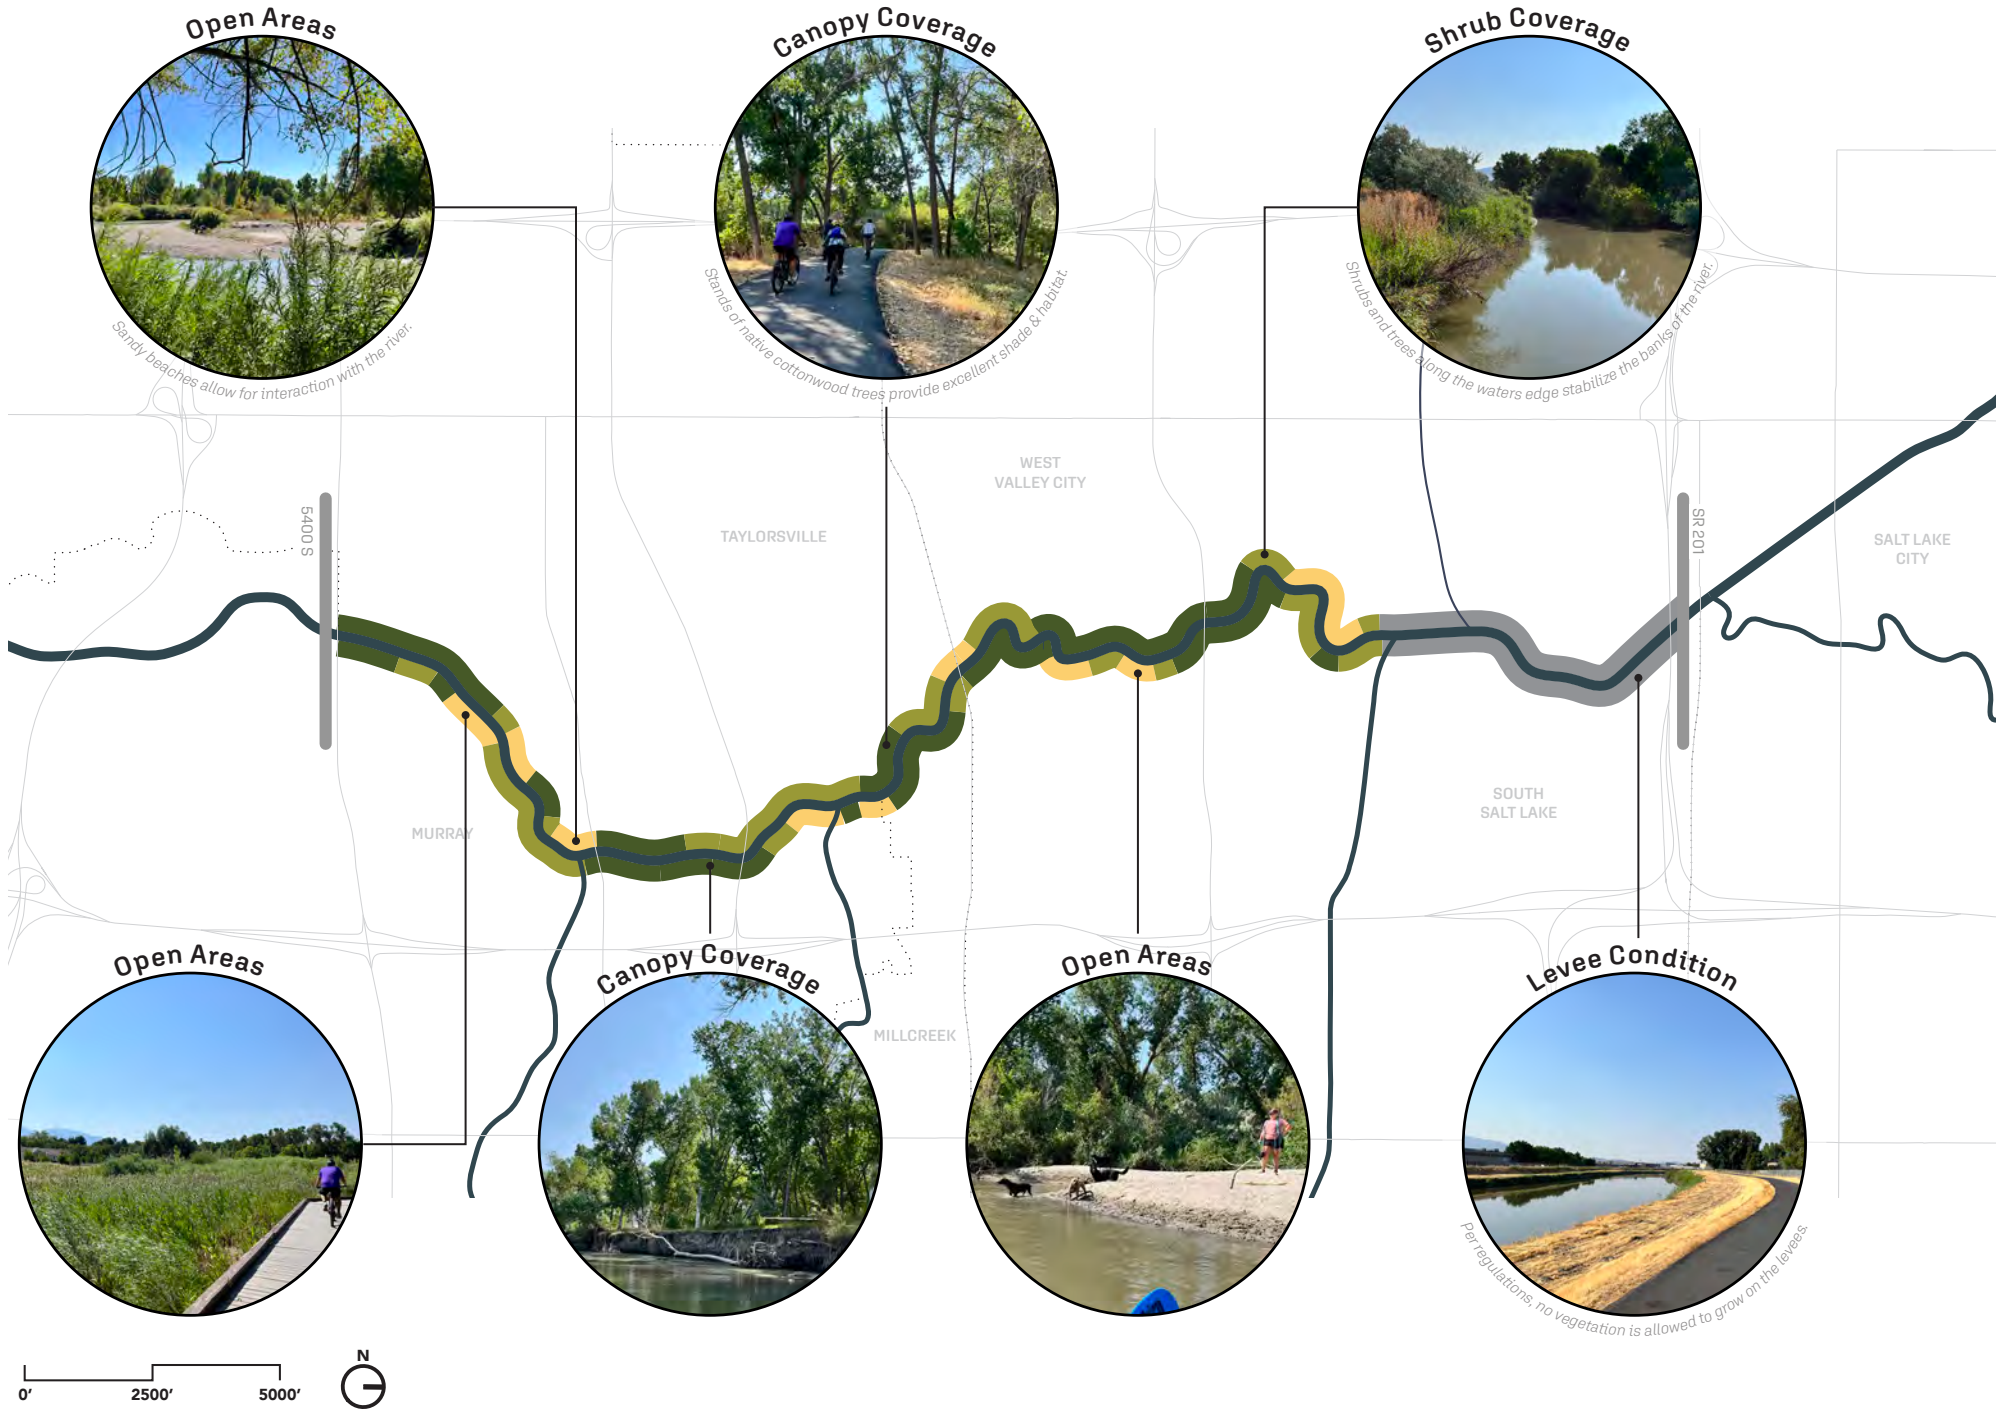 Open Areas
Sandy beaches allow for interaction with the river.
Canopy Coverage
Stands of native cottonwood trees provide excellent shade & habitat.
Shrub Coverage
Shrubs and trees along the waters edge stabilize the banks of the river.
WEST
VALLEY CITY
TAYLORSVILLE
5400 S
SR 201
SALT LAKE
CITY
MURRAY
SOUTH
SALT LAKE
MILLCREEK
Open Areas
Canopy Coverage
Open Areas
Levee Condition
Per regulations, no vegetation is allowed to grow on the levees.
N
0' 2500' 5000'